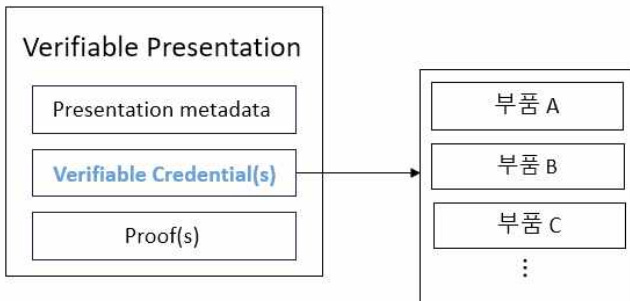 Verifiable Presentation
Presentation metadata
Verifiable Credential(s)
Proof(s)
부품 A
부품 B
부품 C
⋮